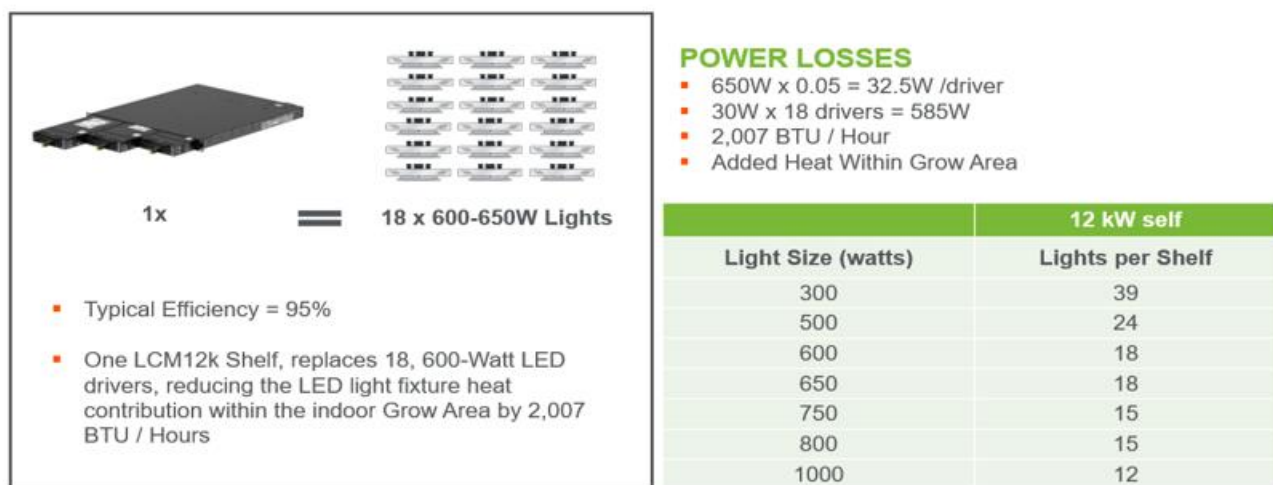 1x
18 x 600-650W Lights
▪ Typical Efficiency = 95%
▪ One LCM12k Shelf, replaces 18, 600-Watt LED
drivers, reducing the LED light fixture heat
contribution within the indoor Grow Area by 2,007
BTU / Hours
POWER LOSSES
▪ 650W x 0.05 = 32.5W /driver
▪ 30W x 18 drivers = 585W
▪ 2,007 BTU / Hour
▪ Added Heat Within Grow Area
12 kW self
Light Size (watts) Lights per Shelf
300 39
500 24
600 18
650 18
750 15
800 15
1000 12